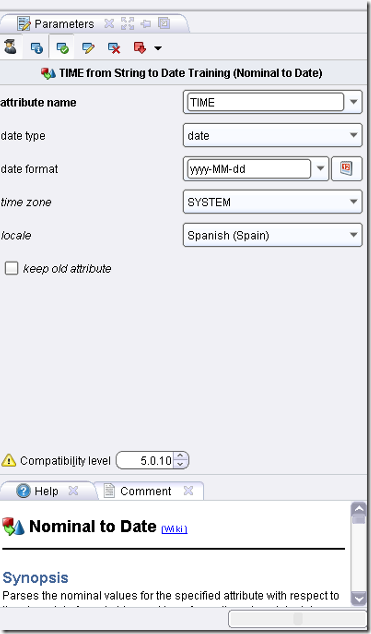 Parameters
TIME from String to Date Training (Nominal to Date)
attribute name TIME
date type date
date format yyyy-MM-dd
time zone SYSTEM
locale Spanish (Spain)
keep old attribute
Compatibility level 5.0.10
Help Comment
Nominal to Date (Wiki)
Synopsis
Parses the nominal values for the specified attribute with respect to